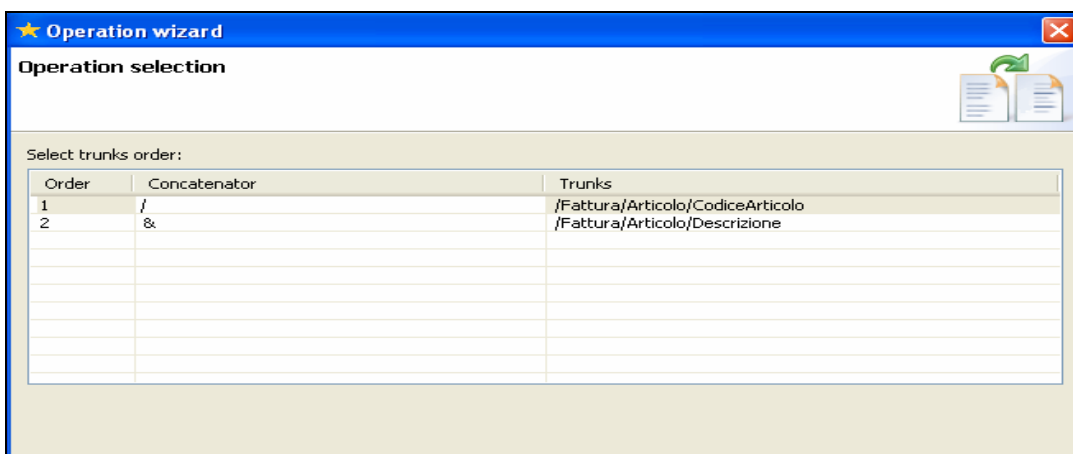 Operation wizard
Operation selection
Select trunks order:
Order Concatenator Trunks
1 / /Fattura/Articolo/CodiceArticolo
2 & /Fattura/Articolo/Descrizione